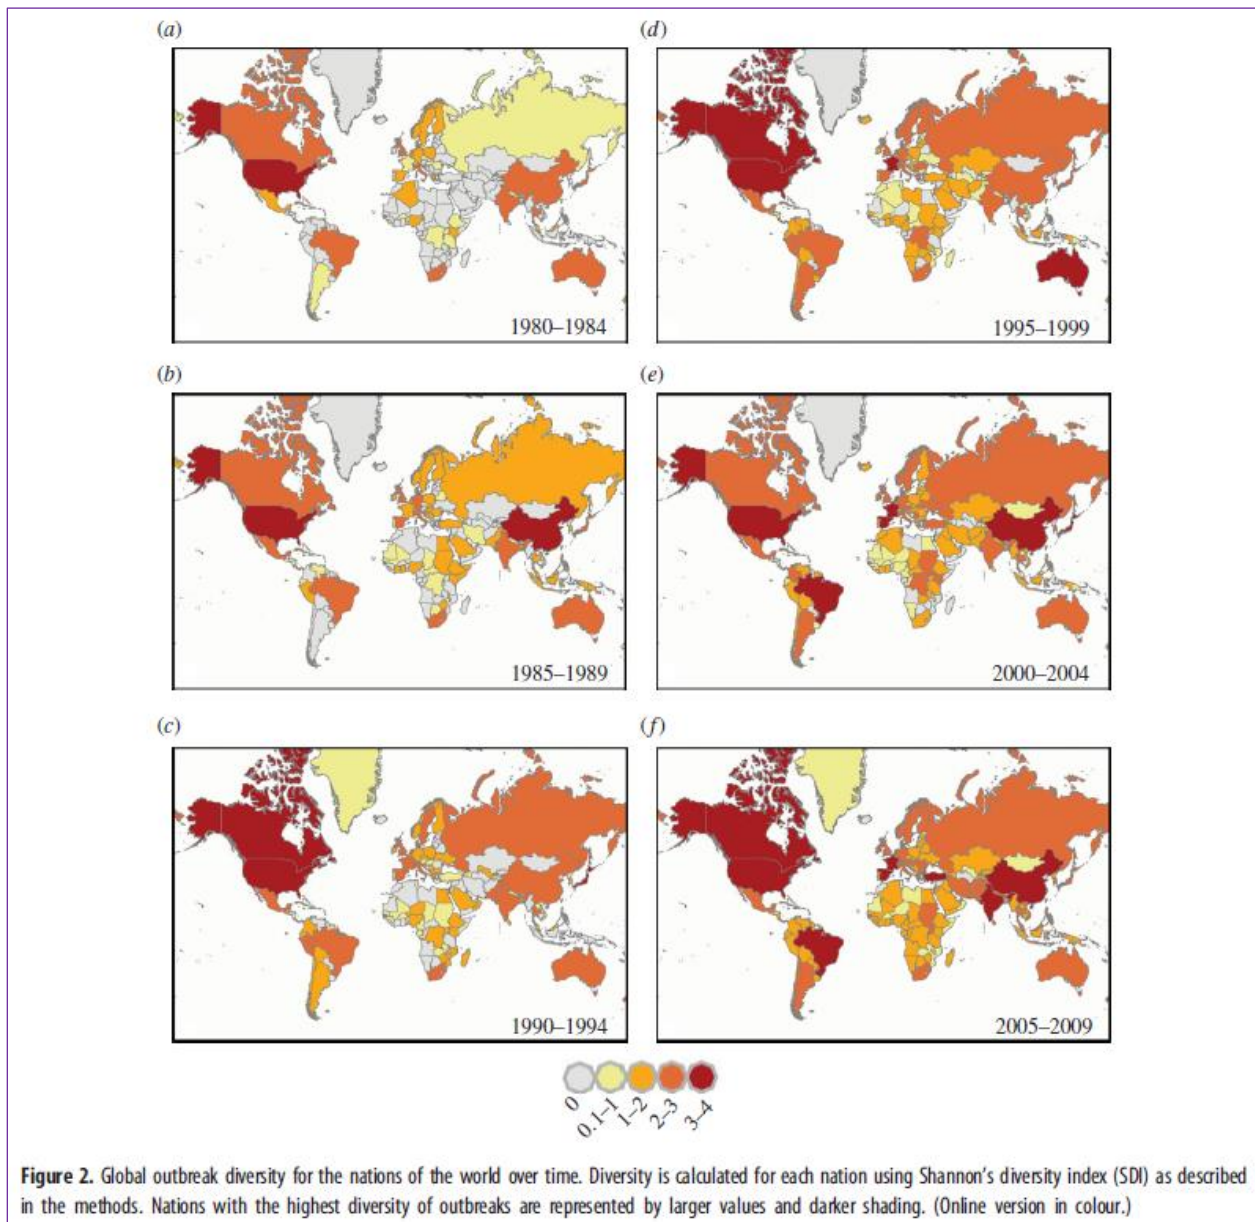 (a)
(d)
1980–1984
1995–1999
(b)
(e)
1985–1989
2000–2004
(c)
(f)
1990–1994
2005–2009
0
0.1–1
1–2
2–3
3–4
Figure 2. Global outbreak diversity for the nations of the world over time. Diversity is calculated for each nation using Shannon's diversity index (SDI) as described
in the methods. Nations with the highest diversity of outbreaks are represented by larger values and darker shading. (Online version in colour.)